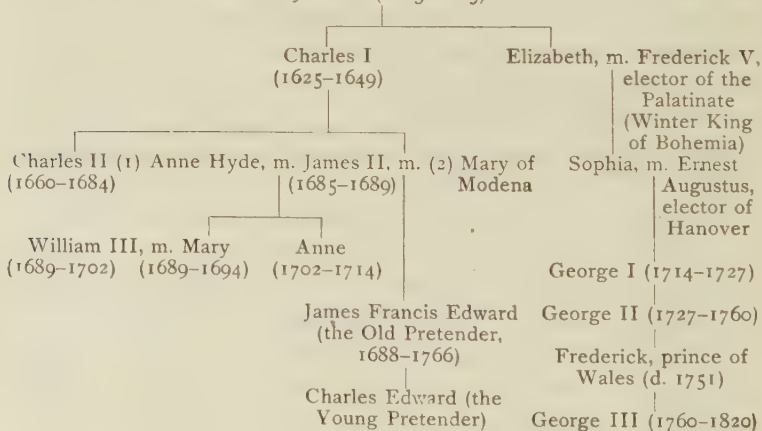 Charles I
(1625–1649)
Elizabeth, m. Frederick V,
elector of the
Palatinate
(Winter King
of Bohemia)
Charles II (1) Anne Hyde, m. James II, m. (2) Mary of
(1660–1684)
(1685–1689)
Modena
Sophia, m. Ernest
Augustus,
elector of
Hanover
William III, m. Mary
(1689–1702) (1689–1694)
Anne
(1702–1714)
George I (1714–1727)
James Francis Edward
(the Old Pretender,
1688–1766)
George II (1727–1760)
Frederick, prince of
Wales (d. 1751)
Charles Edward (the
Young Pretender)
George III (1760–1820)